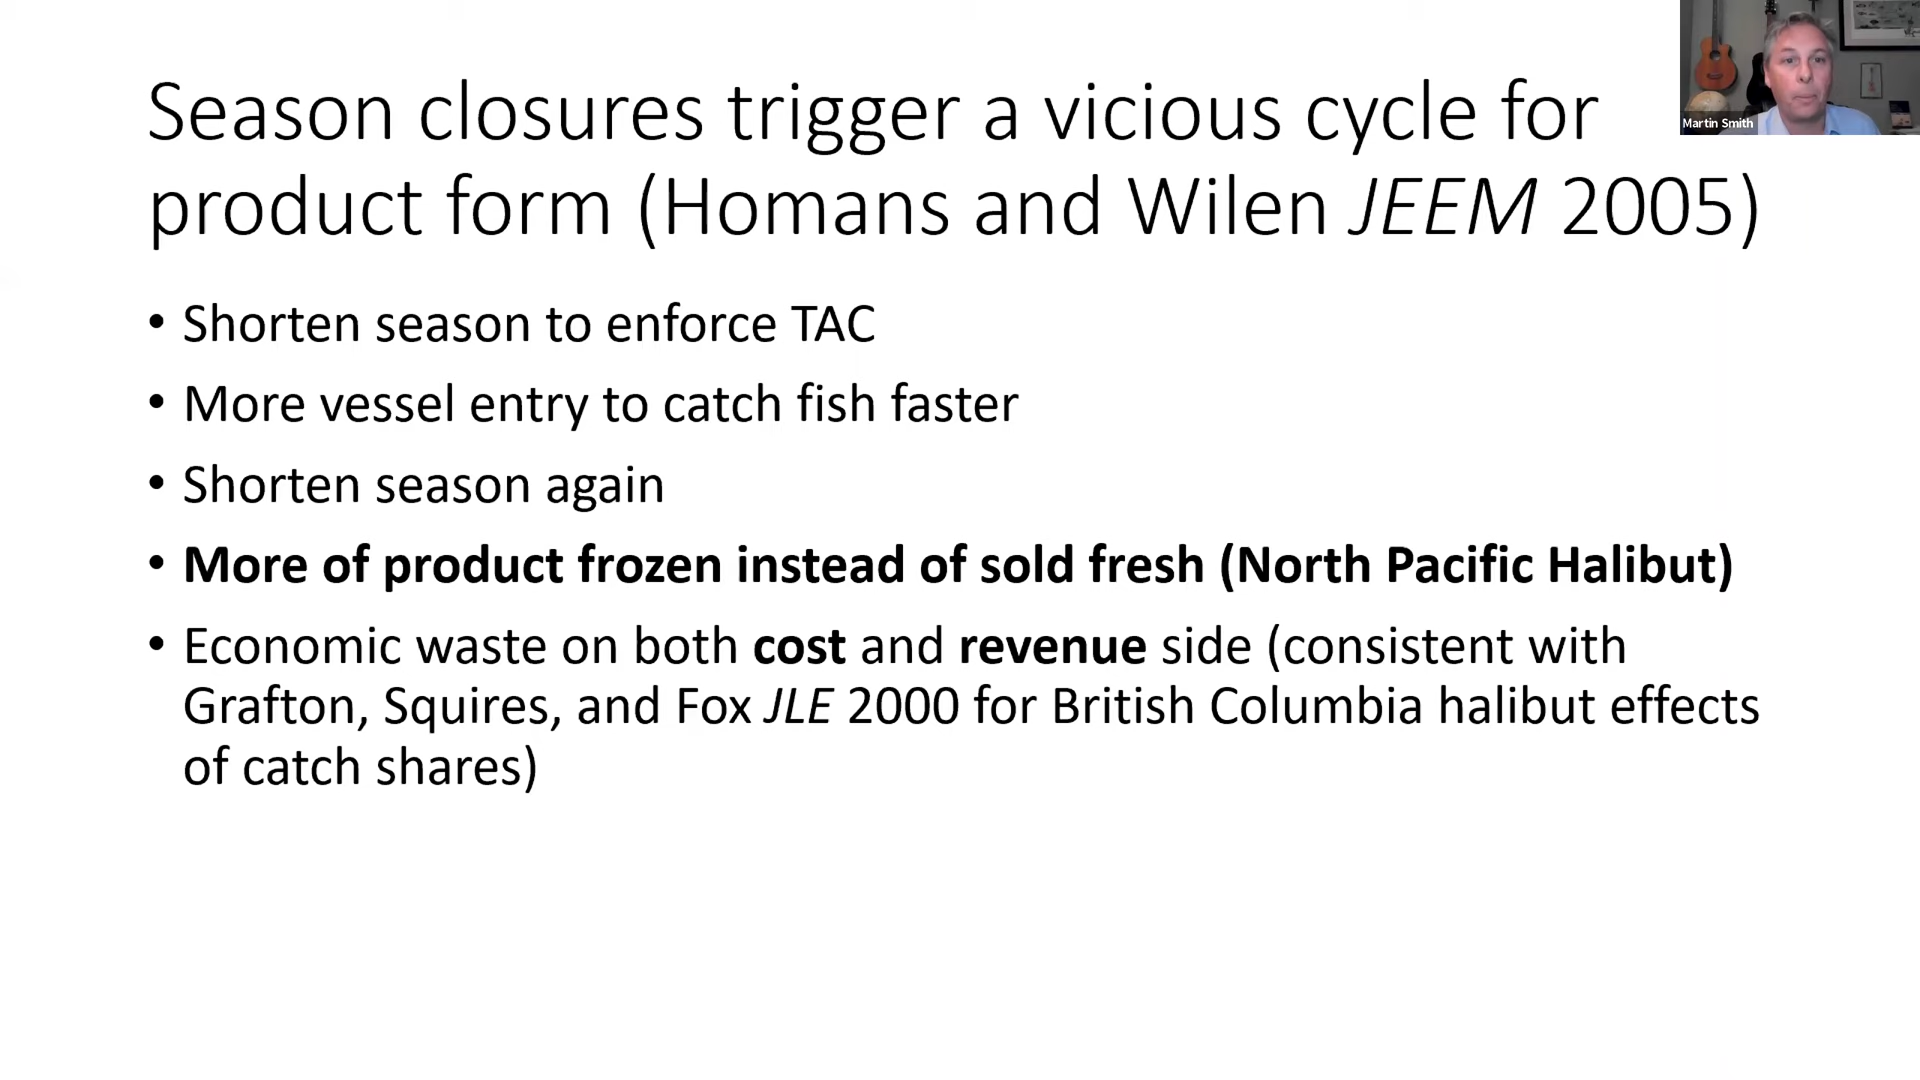 Season closures trigger a vicious cycle for
product form (Homans and Wilen JEEM 2005)
Martin Smith
• Shorten season to enforce TAC
• More vessel entry to catch fish faster
• Shorten season again
• More of product frozen instead of sold fresh (North Pacific Halibut)
• Economic waste on both cost and revenue side (consistent with
Grafton, Squires, and Fox JLE 2000 for British Columbia halibut effects
of catch shares)